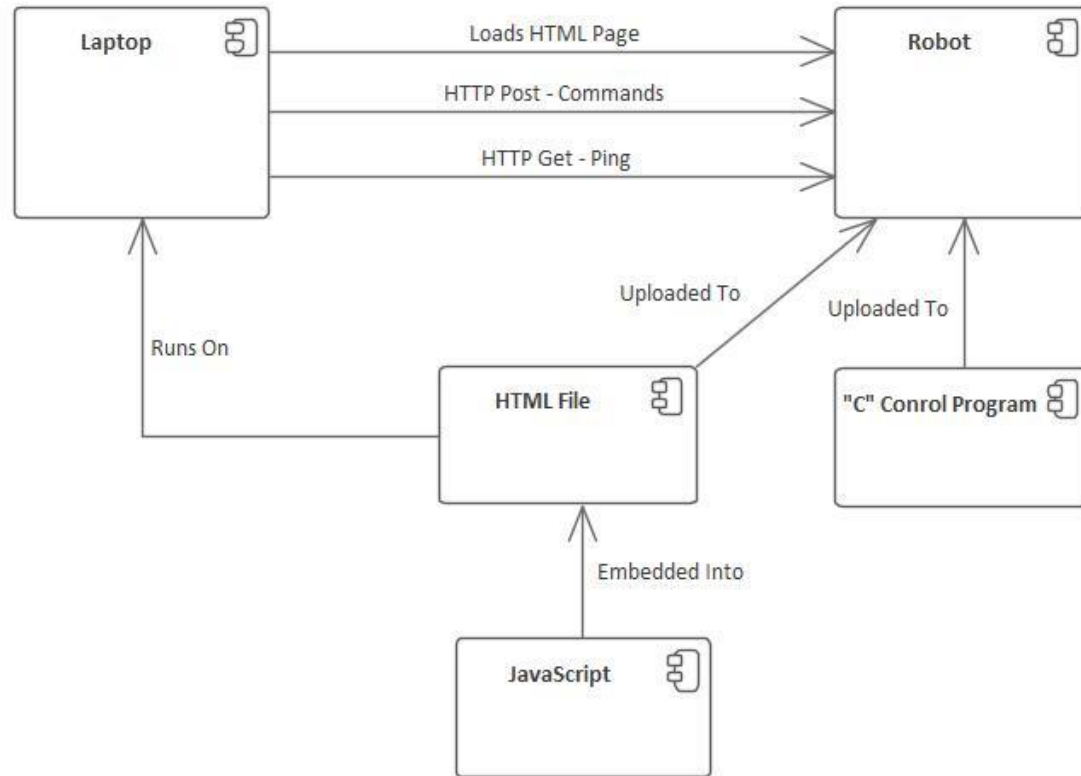 Laptop
Loads HTML Page
Robot
HTTP Post - Commands
HTTP Get - Ping
Uploaded To
Uploaded To
Runs On
HTML File
"C" Conrol Program
Embedded Into
JavaScript